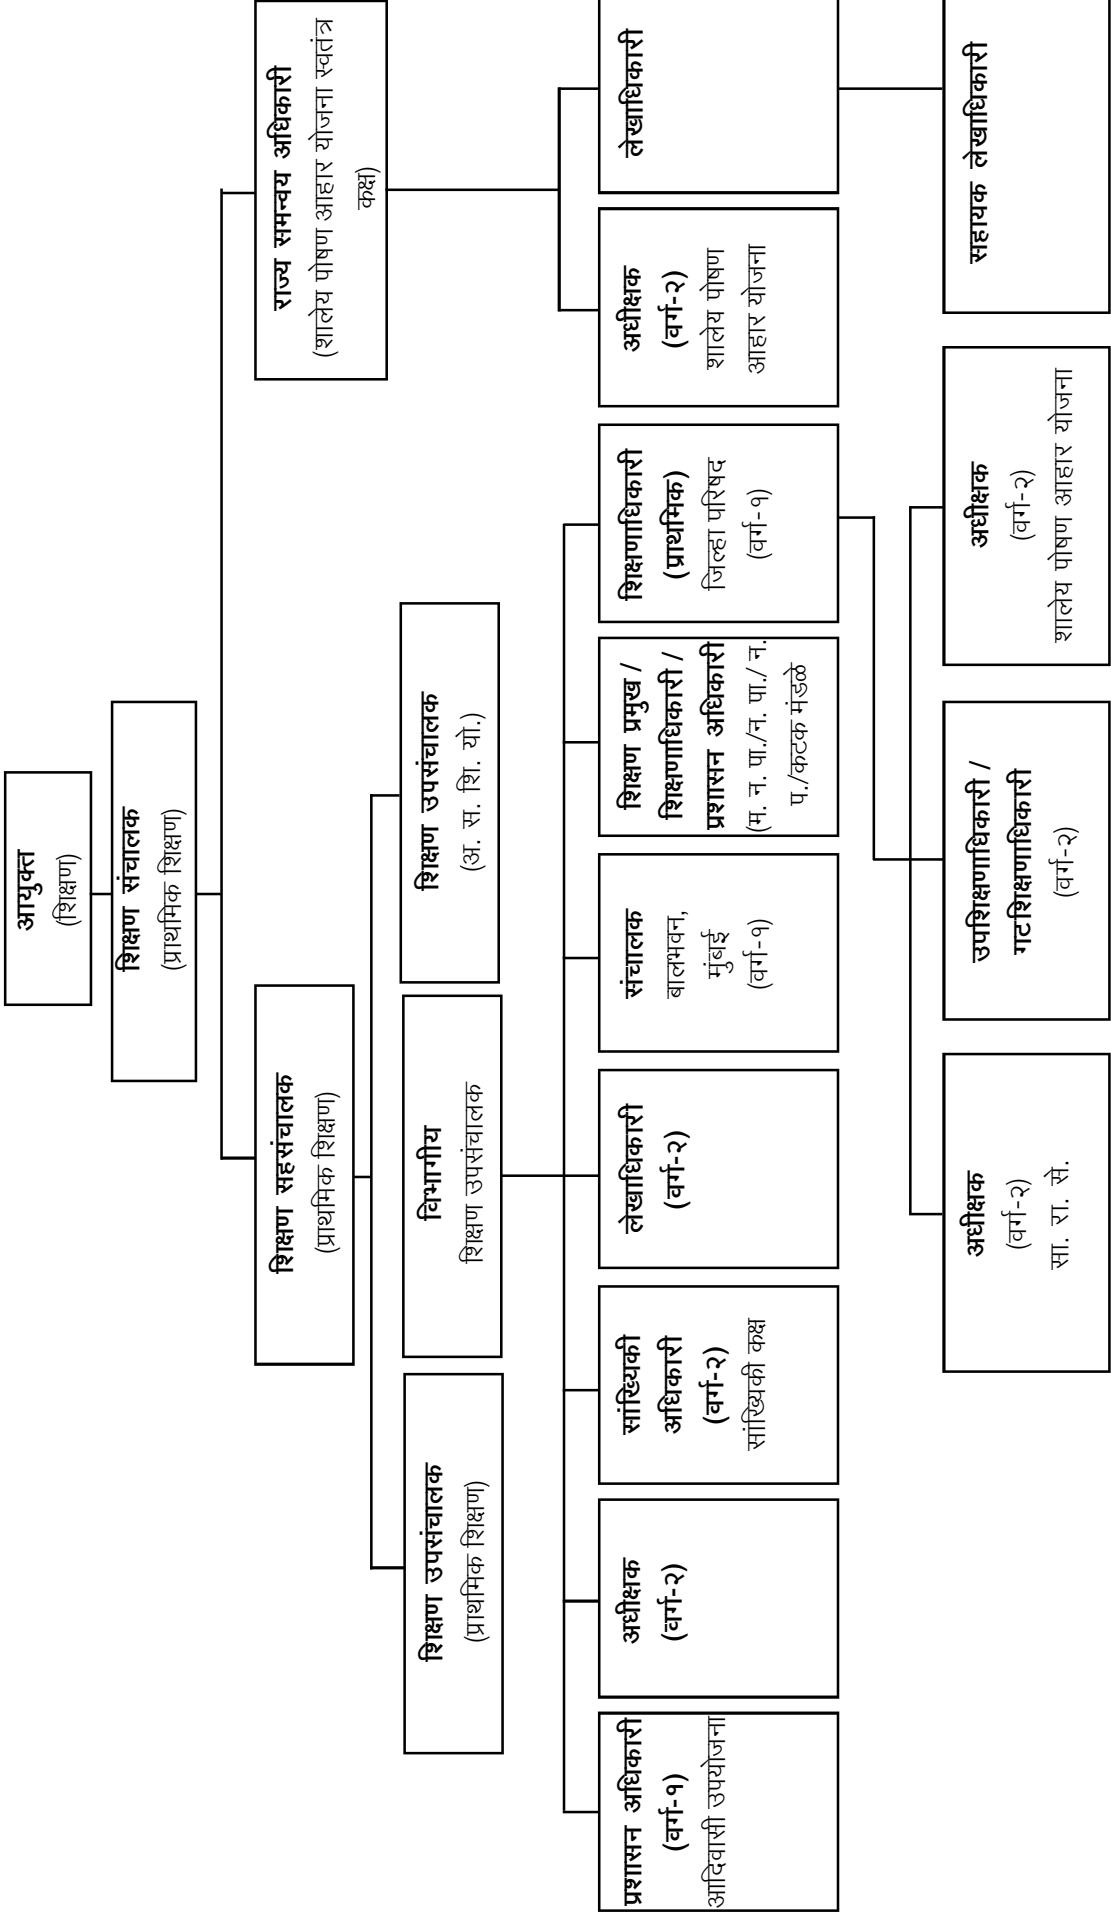 आयुक्त
(शिक्षण)
शिक्षण संचालक
(प्राथमिक शिक्षण)
शिक्षण सहसंचालक
(प्राथमिक शिक्षण)
राज्य समन्वय अधिकारी
(शालेय पोषण आहार योजना स्वतंत्र
कक्ष)
शिक्षण उपसंचालक
(प्राथमिक शिक्षण)
विभागीय
शिक्षण उपसंचालक
शिक्षण उपसंचालक
(अ. स. शि. यो.)
प्रशासन अधिकारी
(वर्ग-१)
आदिवासी उपयोजना
अधीक्षक
(वर्ग-२)
सांख्यिकी
अधिकारी
(वर्ग-२)
सांख्यिकी कक्ष
लेखाधिकारी
(वर्ग-२)
संचालक
बालभवन,
मुंबई
(वर्ग-१)
शिक्षण प्रमुख /
शिक्षणाधिकारी /
प्रशासन अधिकारी
(म. न. पा./न. पा./ न.
प./कटक मंडळे
शिक्षणाधिकारी
(प्राथमिक)
जिल्हा परिषद
(वर्ग-१)
अधीक्षक
(वर्ग-२)
शालेय पोषण
आहार योजना
लेखाधिकारी
अधीक्षक
(वर्ग-२)
सा. रा. से.
उपशिक्षणाधिकारी /
गटशिक्षणाधिकारी
(वर्ग-२)
अधीक्षक
(वर्ग-२)
शालेय पोषण आहार योजना
सहायक लेखाधिकारी